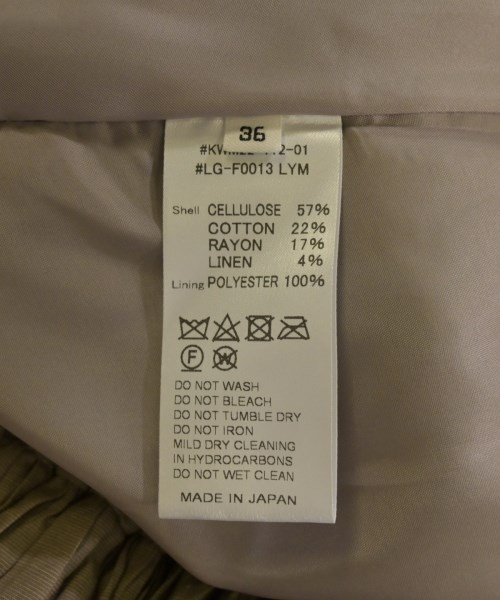 36
2-01
#LG-F0013 LYM
Shell CELLULOSE 57%
COTTON 22%
RAYON 17%
LINEN 4%
Lining POLYESTER 100%
F W
DO NOT WASH
DO NOT BLEACH
DO NOT TUMBLE DRY
DO NOT IRON
MILD DRY CLEANING
IN HYDROCARBONS
DO NOT WET CLEAN
MADE IN JAPAN